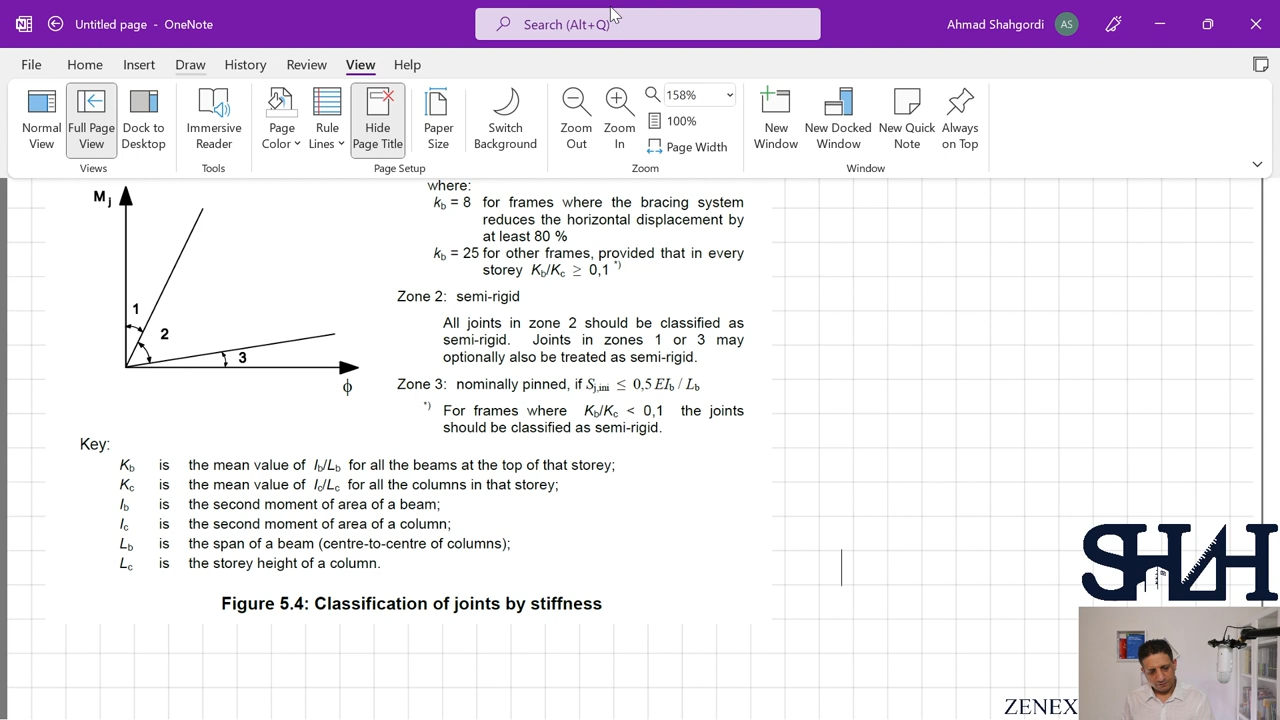 Untitled page - OneNote
Search (Alt+Q)
Ahmad Shahgordi
AS
File Home Insert Draw History Review View Help
Normal View
Full Page View
Dock to Desktop
Immersive Reader
Page Color
Rule Lines
Hide Page Title
Paper Size
Switch Background
Zoom Out
Zoom In
158%
100%
Page Width
New Window
New Docked Window
New Quick Note
Always on Top
Views
Tools
Page Setup
Zoom
Window
Mj
1
2
3
ϕ
where:
kb = 8 for frames where the bracing system
reduces the horizontal displacement by
at least 80 %
kb = 25 for other frames, provided that in every
storey Kb/Kc ≥ 0,1 *)
Zone 2: semi-rigid
All joints in zone 2 should be classified as
semi-rigid. Joints in zones 1 or 3 may
optionally also be treated as semi-rigid.
Zone 3: nominally pinned, if Sj,ini ≤ 0,5 EIb / Lb
*) For frames where Kb/Kc < 0,1 the joints
should be classified as semi-rigid.
Key:
Kb is the mean value of Ib/Lb for all the beams at the top of that storey;
Kc is the mean value of Ic/Lc for all the columns in that storey;
Ib is the second moment of area of a beam;
Ic is the second moment of area of a column;
Lb is the span of a beam (centre-to-centre of columns);
Lc is the storey height of a column.
Figure 5.4: Classification of joints by stiffness
SHAH
ZENEX